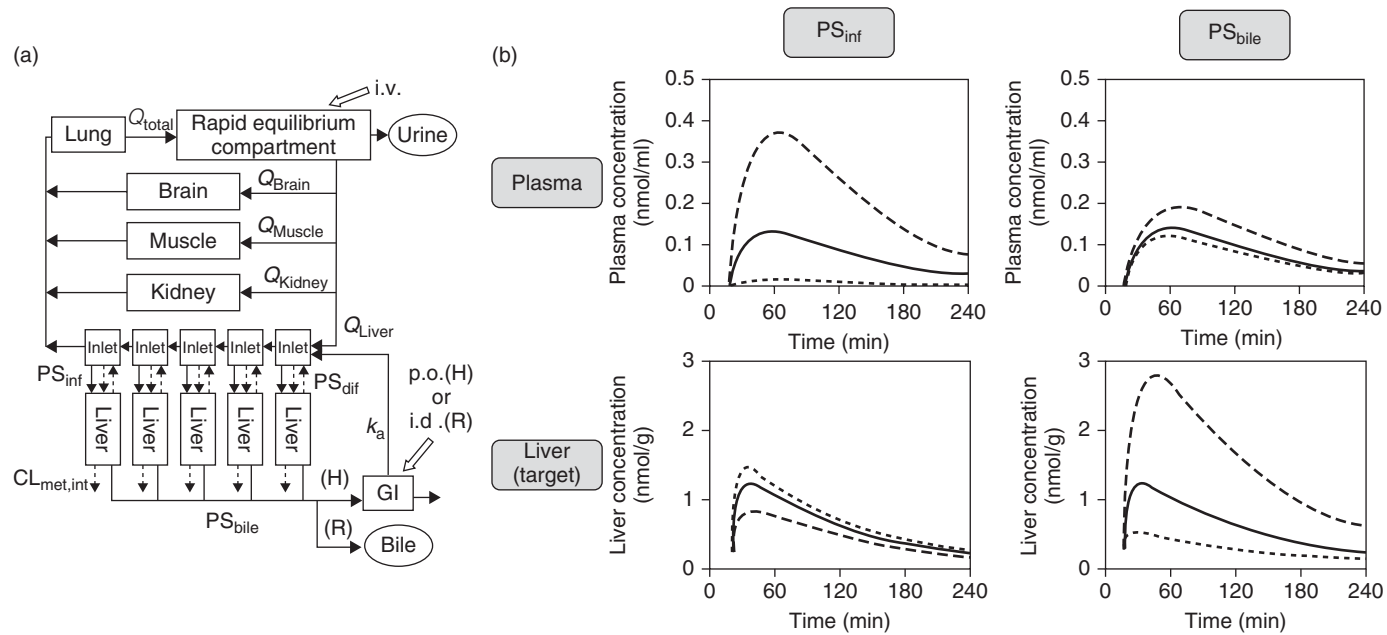 (a)
i.v.
Lung
Q_total
Rapid equilibrium
compartment
Urine
Brain
Q_Brain
Muscle
Q_Muscle
Kidney
Q_Kidney
Q_Liver
Inlet Inlet Inlet Inlet Inlet
PS_inf
PS_dif
p.o.(H)
or
i.d .(R)
Liver Liver Liver Liver Liver
k_a
CL_met,int
(H)
GI
PS_bile
(R)
Bile
(b)
PS_inf
PS_bile
Plasma
Liver
(target)
Plasma concentration
(nmol/ml)
0.5
0.4
0.3
0.2
0.1
0
0 60 120 180 240
Time (min)
Plasma concentration
(nmol/ml)
0.5
0.4
0.3
0.2
0.1
0
0 60 120 180 240
Time (min)
Liver concentration
(nmol/g)
3
2
1
0
0 60 120 180 240
Time (min)
Liver concentration
(nmol/g)
3
2
1
0
0 60 120 180 240
Time (min)